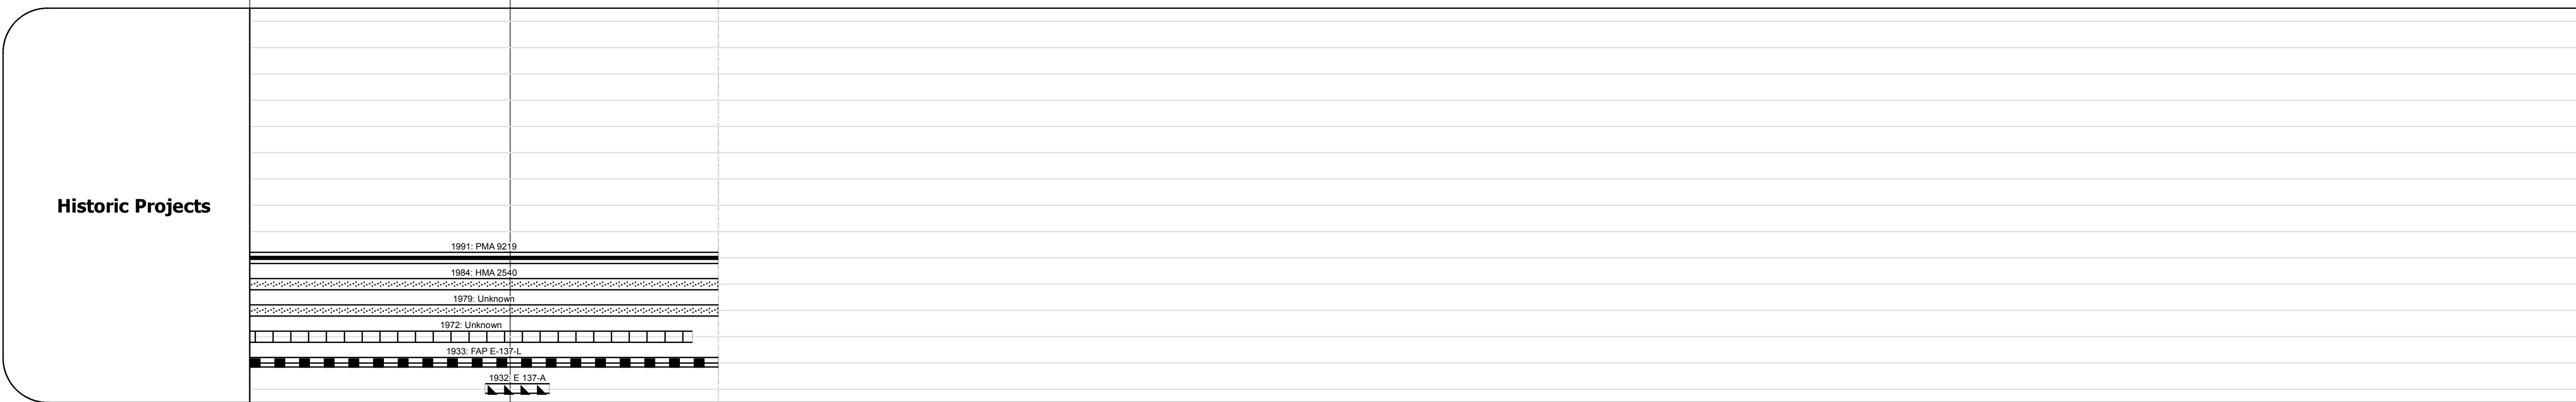 Historic Projects
1991: PMA 9219
1984: HMA 2540
1979: Unknown
1972: Unknown
1933: FAP E-137-L
1932: E 137-A